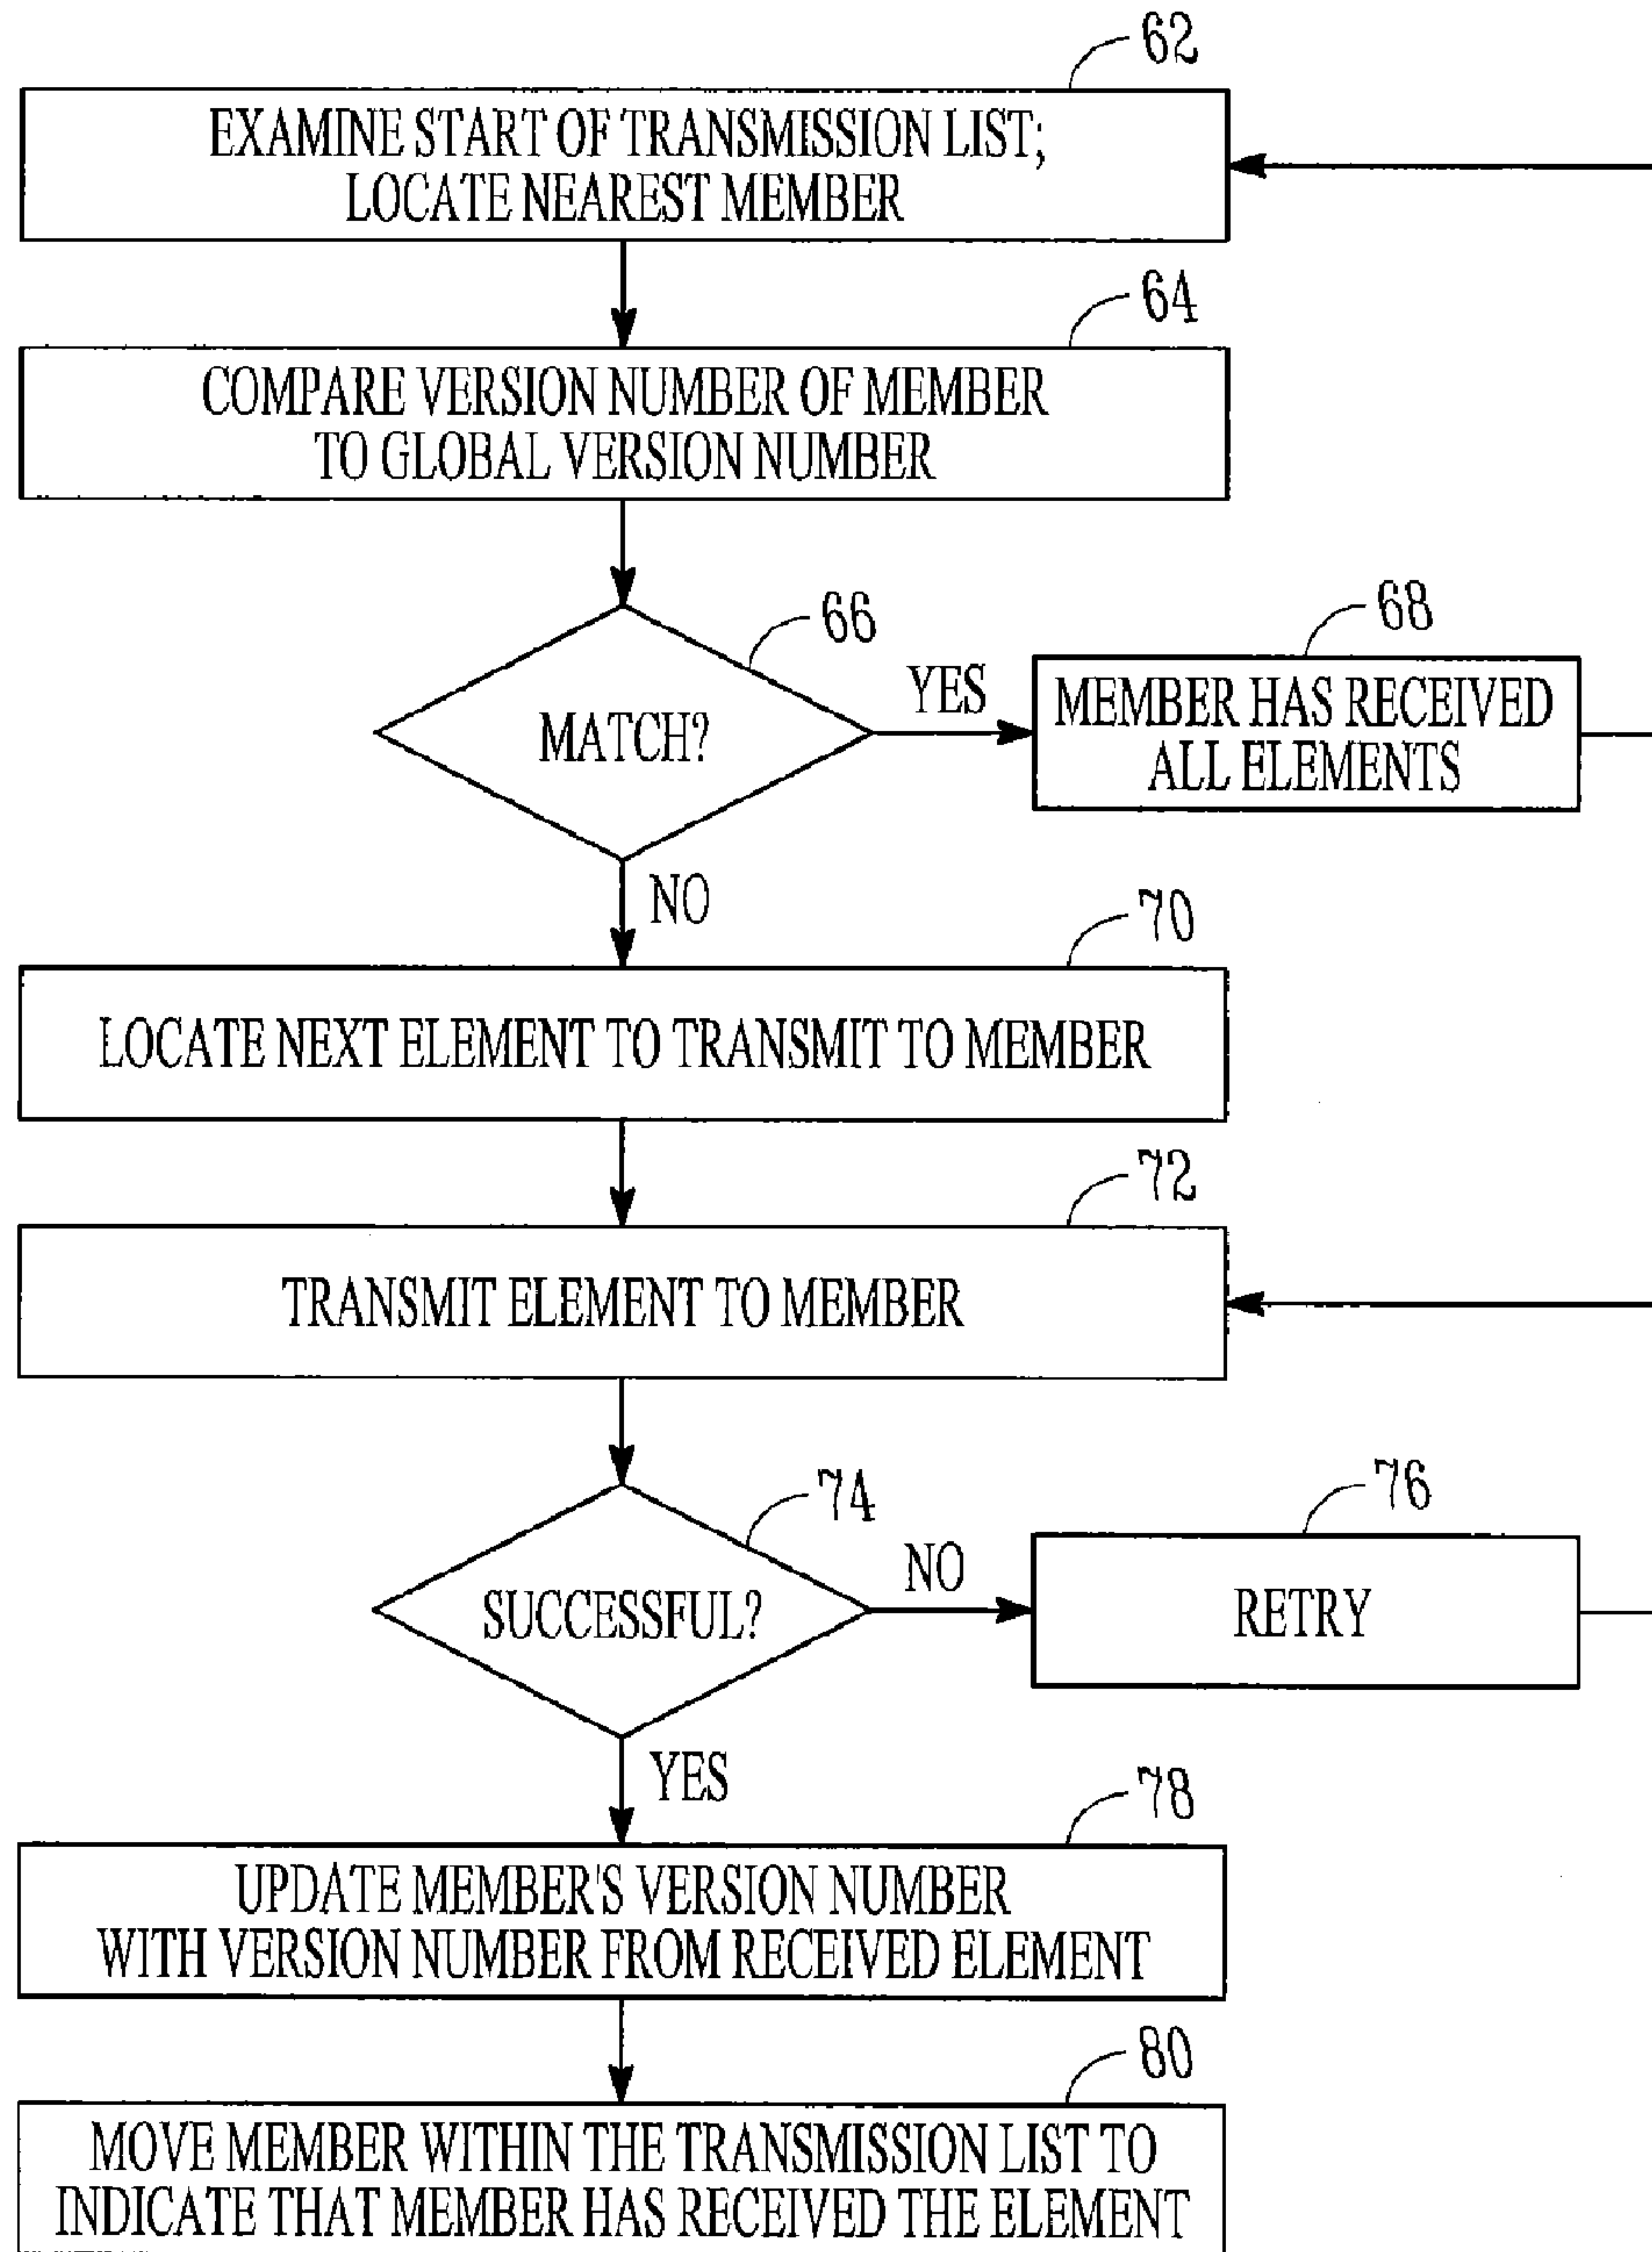 62
EXAMINE START OF TRANSMISSION LIST;
LOCATE NEAREST MEMBER
64
COMPARE VERSION NUMBER OF MEMBER
TO GLOBAL VERSION NUMBER
66
MATCH?
YES
68
MEMBER HAS RECEIVED
ALL ELEMENTS
NO
70
LOCATE NEXT ELEMENT TO TRANSMIT TO MEMBER
72
TRANSMIT ELEMENT TO MEMBER
74
SUCCESSFUL?
NO
76
RETRY
YES
78
UPDATE MEMBER'S VERSION NUMBER
WITH VERSION NUMBER FROM RECEIVED ELEMENT
80
MOVE MEMBER WITHIN THE TRANSMISSION LIST TO
INDICATE THAT MEMBER HAS RECEIVED THE ELEMENT